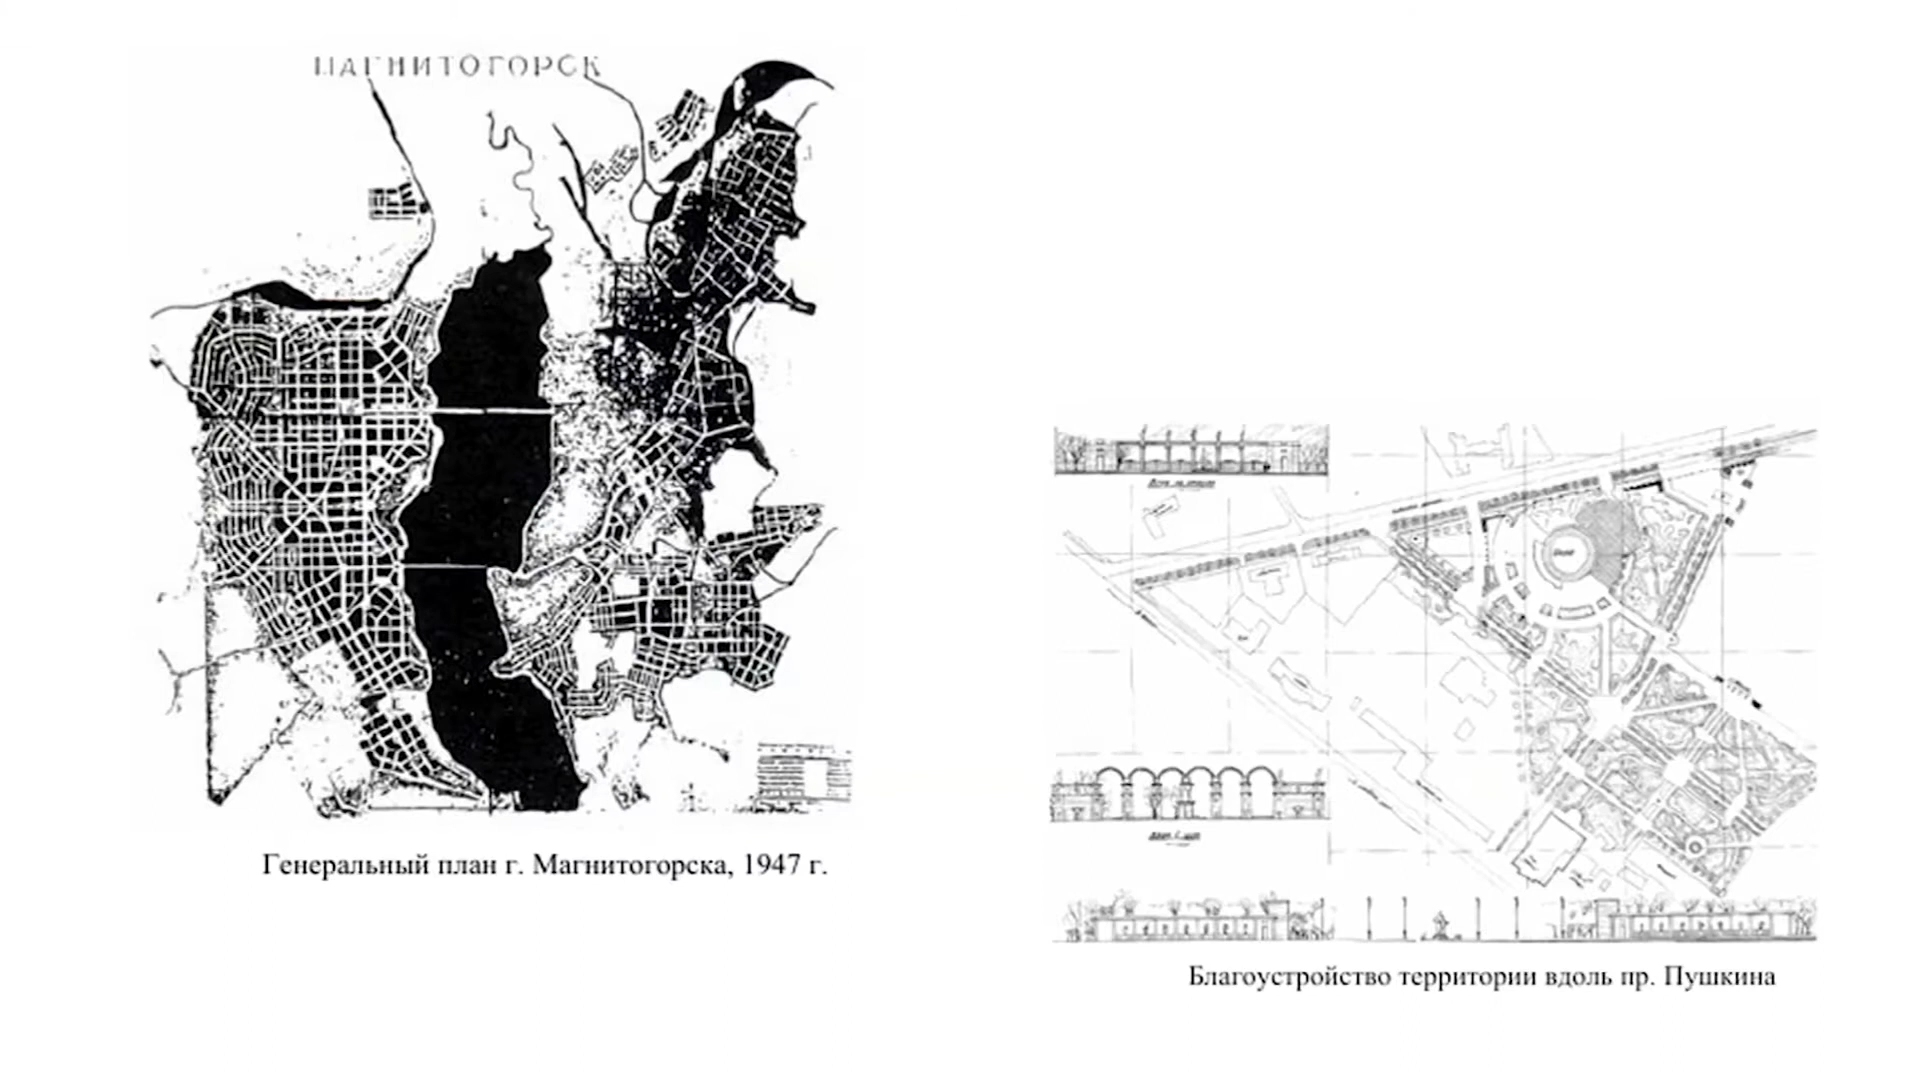 МАГНИТОГОРСК
Генеральный план г. Магнитогорска, 1947 г.
Благоустройство территории вдоль пр. Пушкина